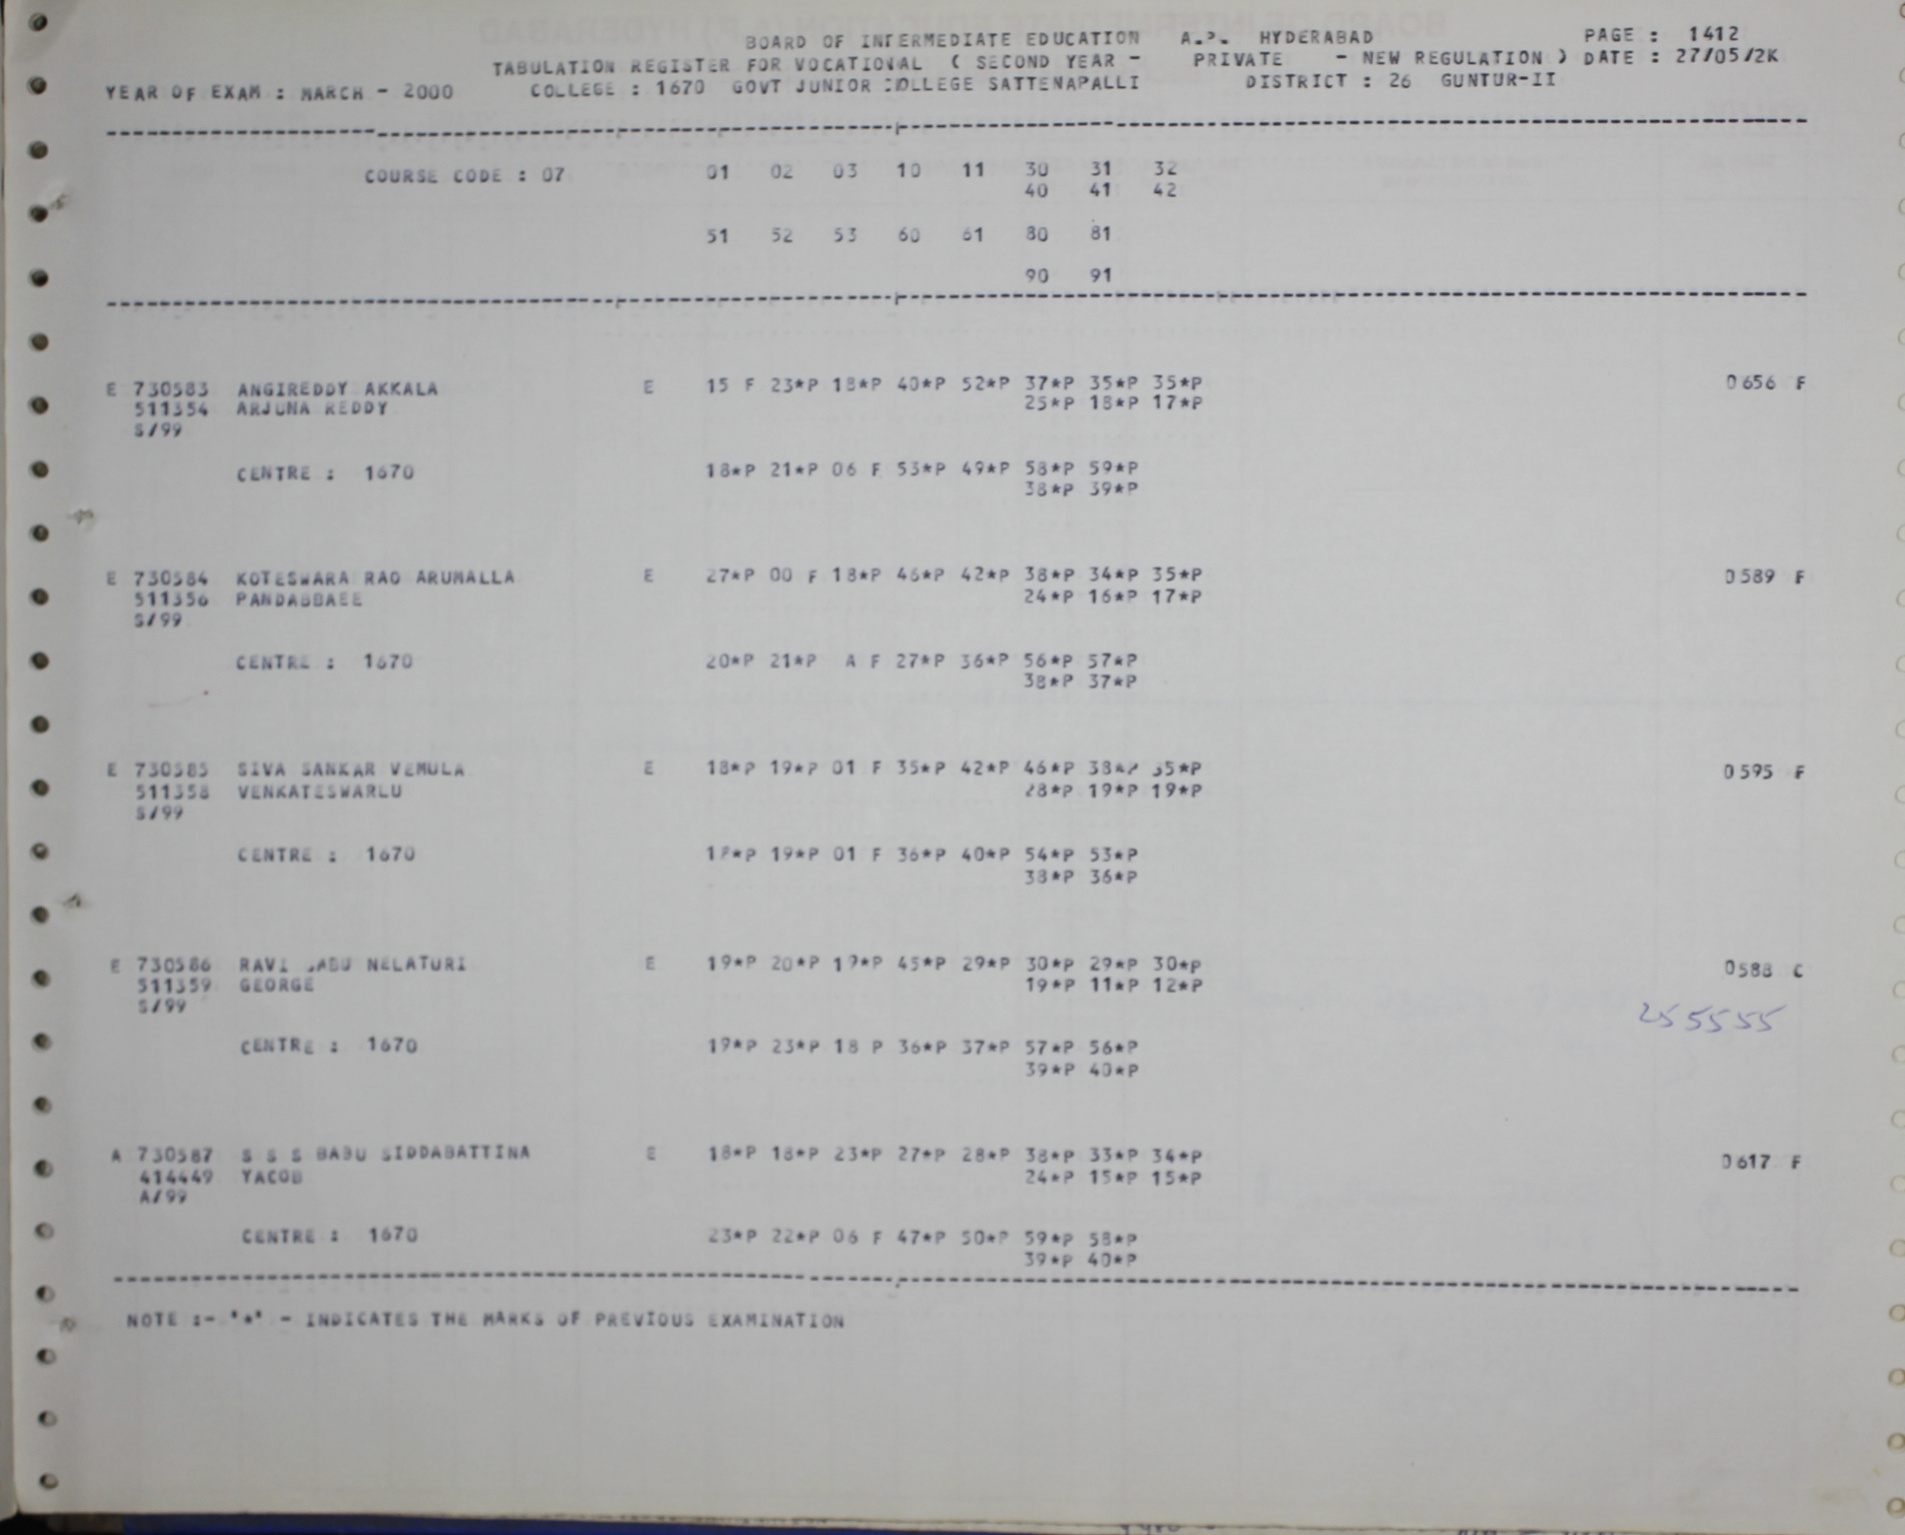 BOARD OF INTERMEDIATE EDUCATION A.P. HYDERABAD PAGE : 1412
TABULATION REGISTER FOR VOCATIONAL ( SECOND YEAR - PRIVATE - NEW REGULATION ) DATE : 27/05/2K
YEAR OF EXAM : MARCH - 2000 COLLEGE : 1670 GOVT JUNIOR COLLEGE SATTENAPALLI DISTRICT : 26 GUNTUR-II
COURSE CODE : 07 01 02 03 10 11 30 31 32
40 41 42
51 52 53 60 61 80 81
90 91
E 730583 ANGIREDDY AKKALA E 15 F 23*P 18*P 40*P 52*P 37*P 35*P 35*P 0656 F
511354 ARJUNA REDDY 25*P 18*P 17*P
S/99
CENTRE : 1670 18*P 21*P 06 F 53*P 49*P 58*P 59*P
38*P 39*P
E 730584 KOTESWARA RAO ARUMALLA E 27*P 00 F 18*P 46*P 42*P 38*P 34*P 35*P 0589 F
511356 PANDABBAEE 24*P 16*P 17*P
S/99
CENTRE : 1670 20*P 21*P A F 27*P 36*P 56*P 57*P
38*P 37*P
E 730585 SIVA SANKAR VEMULA E 18*P 19*P 01 F 35*P 42*P 46*P 38*P 35*P 0595 F
511358 VENKATESWARLU 28*P 19*P 19*P
S/99
CENTRE : 1670 19*P 01 F 36*P 40*P 54*P 53*P
38*P 36*P
E 730586 RAVI BABU NELATURI E 19*P 20*P 19*P 45*P 29*P 30*P 29*P 30*P 0588 C
511359 GEORGE 19*P 11*P 12*P
S/99
255555
CENTRE : 1670 19*P 23*P 18 P 36*P 37*P 57*P 56*P
39*P 40*P
A 730587 S S S BABU SIDDABATTINA E 18*P 18*P 23*P 27*P 28*P 38*P 33*P 34*P 0617 F
414449 YACOB 24*P 15*P 15*P
A/99
CENTRE : 1670 23*P 22*P 06 F 47*P 50*P 59*P 58*P
39*P 40*P
NOTE :- '*' - INDICATES THE MARKS OF PREVIOUS EXAMINATION